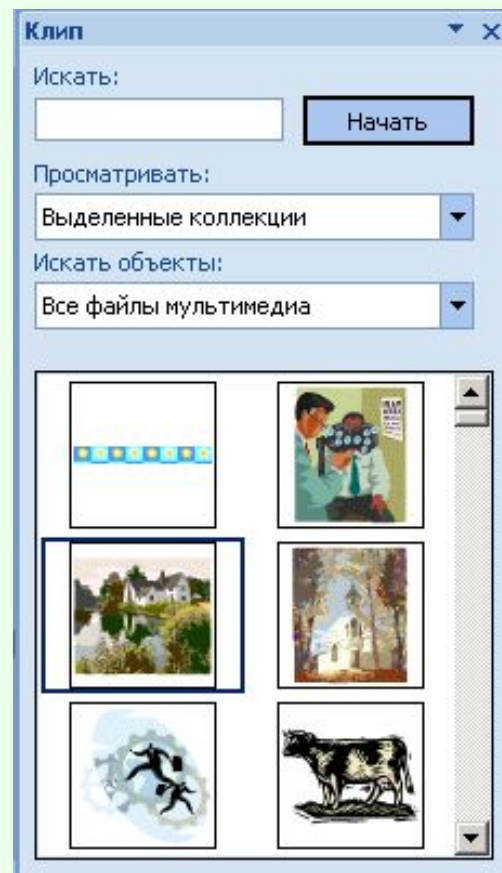 Клип
Искать:
Начать
Просматривать:
Выделенные коллекции
Искать объекты:
Все файлы мультимедиа